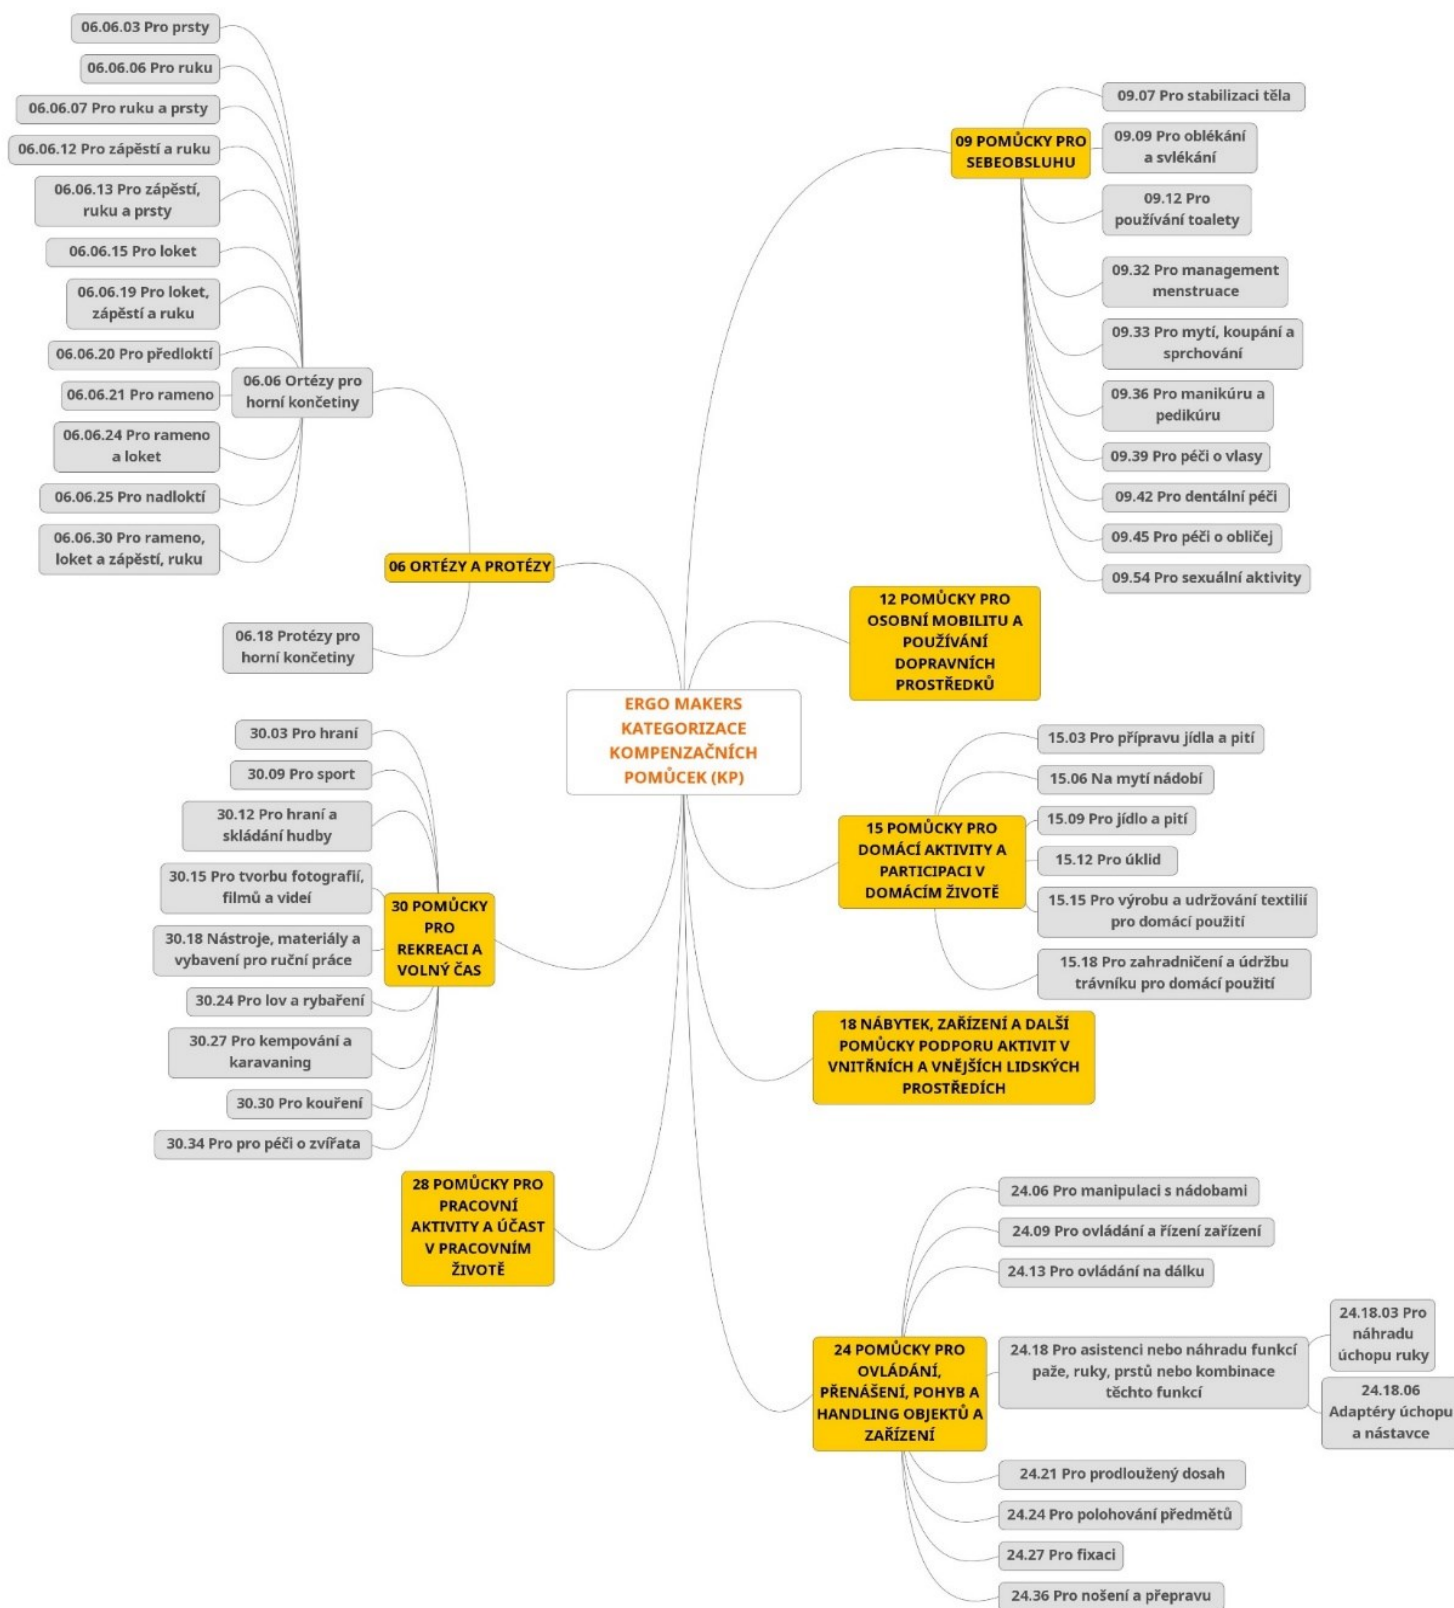 ERGO MAKERS
KATEGORIZACE
KOMPENZAČNÍCH
POMŮCEK (KP)
06 ORTÉZY A PROTÉZY
06.06 Ortézy pro
horní končetiny
06.06.03 Pro prsty
06.06.06 Pro ruku
06.06.07 Pro ruku a prsty
06.06.12 Pro zápěstí a ruku
06.06.13 Pro zápěstí,
ruku a prsty
06.06.15 Pro loket
06.06.19 Pro loket,
zápěstí a ruku
06.06.20 Pro předloktí
06.06.21 Pro rameno
06.06.24 Pro rameno
a loket
06.06.25 Pro nadloktí
06.06.30 Pro rameno,
loket a zápěstí, ruku
06.18 Protézy pro
horní končetiny
09 POMŮCKY PRO
SEBEOBSLUHU
09.07 Pro stabilizaci těla
09.09 Pro oblékání
a svlékání
09.12 Pro
používání toalety
09.32 Pro management
menstruace
09.33 Pro mytí, koupání a
sprchování
09.36 Pro manikúru a
pedikúru
09.39 Pro péči o vlasy
09.42 Pro dentální péči
09.45 Pro péči o obličej
09.54 Pro sexuální aktivity
12 POMŮCKY PRO
OSOBNÍ MOBILITU A
POUŽÍVÁNÍ
DOPRAVNÍCH
PROSTŘEDKŮ
15 POMŮCKY PRO
DOMÁCÍ AKTIVITY A
PARTICIPACI V
DOMÁCÍM ŽIVOTĚ
15.03 Pro přípravu jídla a pití
15.06 Na mytí nádobí
15.09 Pro jídlo a pití
15.12 Pro úklid
15.15 Pro výrobu a udržování textilií
pro domácí použití
15.18 Pro zahradničení a údržbu
trávníku pro domácí použití
18 NÁBYTEK, ZAŘÍZENÍ A DALŠÍ
POMŮCKY PODPORU AKTIVIT V
VNITŘNÍCH A VNĚJŠÍCH LIDSKÝCH
PROSTŘEDÍCH
24 POMŮCKY PRO
OVLÁDÁNÍ,
PŘENÁŠENÍ, POHYB A
HANDLING OBJEKTŮ A
ZAŘÍZENÍ
24.06 Pro manipulaci s nádobami
24.09 Pro ovládání a řízení zařízení
24.13 Pro ovládání na dálku
24.18 Pro asistenci nebo náhradu funkcí
paže, ruky, prstů nebo kombinace
těchto funkcí
24.18.03 Pro
náhradu
úchopu ruky
24.18.06
Adaptéry úchopu
a nástavce
24.21 Pro prodloužený dosah
24.24 Pro polohování předmětů
24.27 Pro fixaci
24.36 Pro nošení a přepravu
28 POMŮCKY PRO
PRACOVNÍ
AKTIVITY A ÚČAST
V PRACOVNÍM
ŽIVOTĚ
30 POMŮCKY
PRO
REKREACI A
VOLNÝ ČAS
30.03 Pro hraní
30.09 Pro sport
30.12 Pro hraní a
skládání hudby
30.15 Pro tvorbu fotografií,
filmů a videí
30.18 Nástroje, materiály a
vybavení pro ruční práce
30.24 Pro lov a rybaření
30.27 Pro kempování a
karavaning
30.30 Pro kouření
30.34 Pro pro péči o zvířata